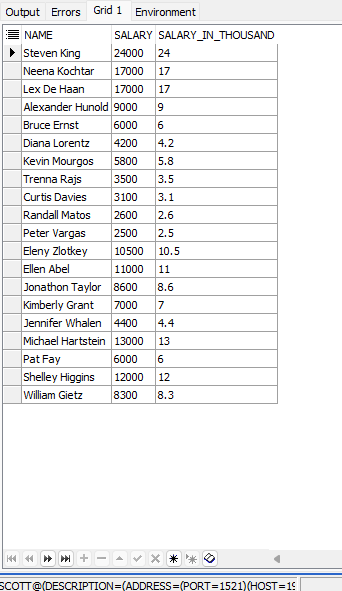 Output Errors Grid 1 Environment
NAME SALARY SALARY_IN_THOUSAND
Steven King 24000 24
Neena Kochtar 17000 17
Lex De Haan 17000 17
Alexander Hunold 9000 9
Bruce Ernst 6000 6
Diana Lorentz 4200 4.2
Kevin Mourgos 5800 5.8
Trenna Rajs 3500 3.5
Curtis Davies 3100 3.1
Randall Matos 2600 2.6
Peter Vargas 2500 2.5
Eleny Zlotkey 10500 10.5
Ellen Abel 11000 11
Jonathon Taylor 8600 8.6
Kimberly Grant 7000 7
Jennifer Whalen 4400 4.4
Michael Hartstein 13000 13
Pat Fay 6000 6
Shelley Higgins 12000 12
William Gietz 8300 8.3
SCOTT@(DESCRIPTION=(ADDRESS=(PORT=1521)(HOST=19